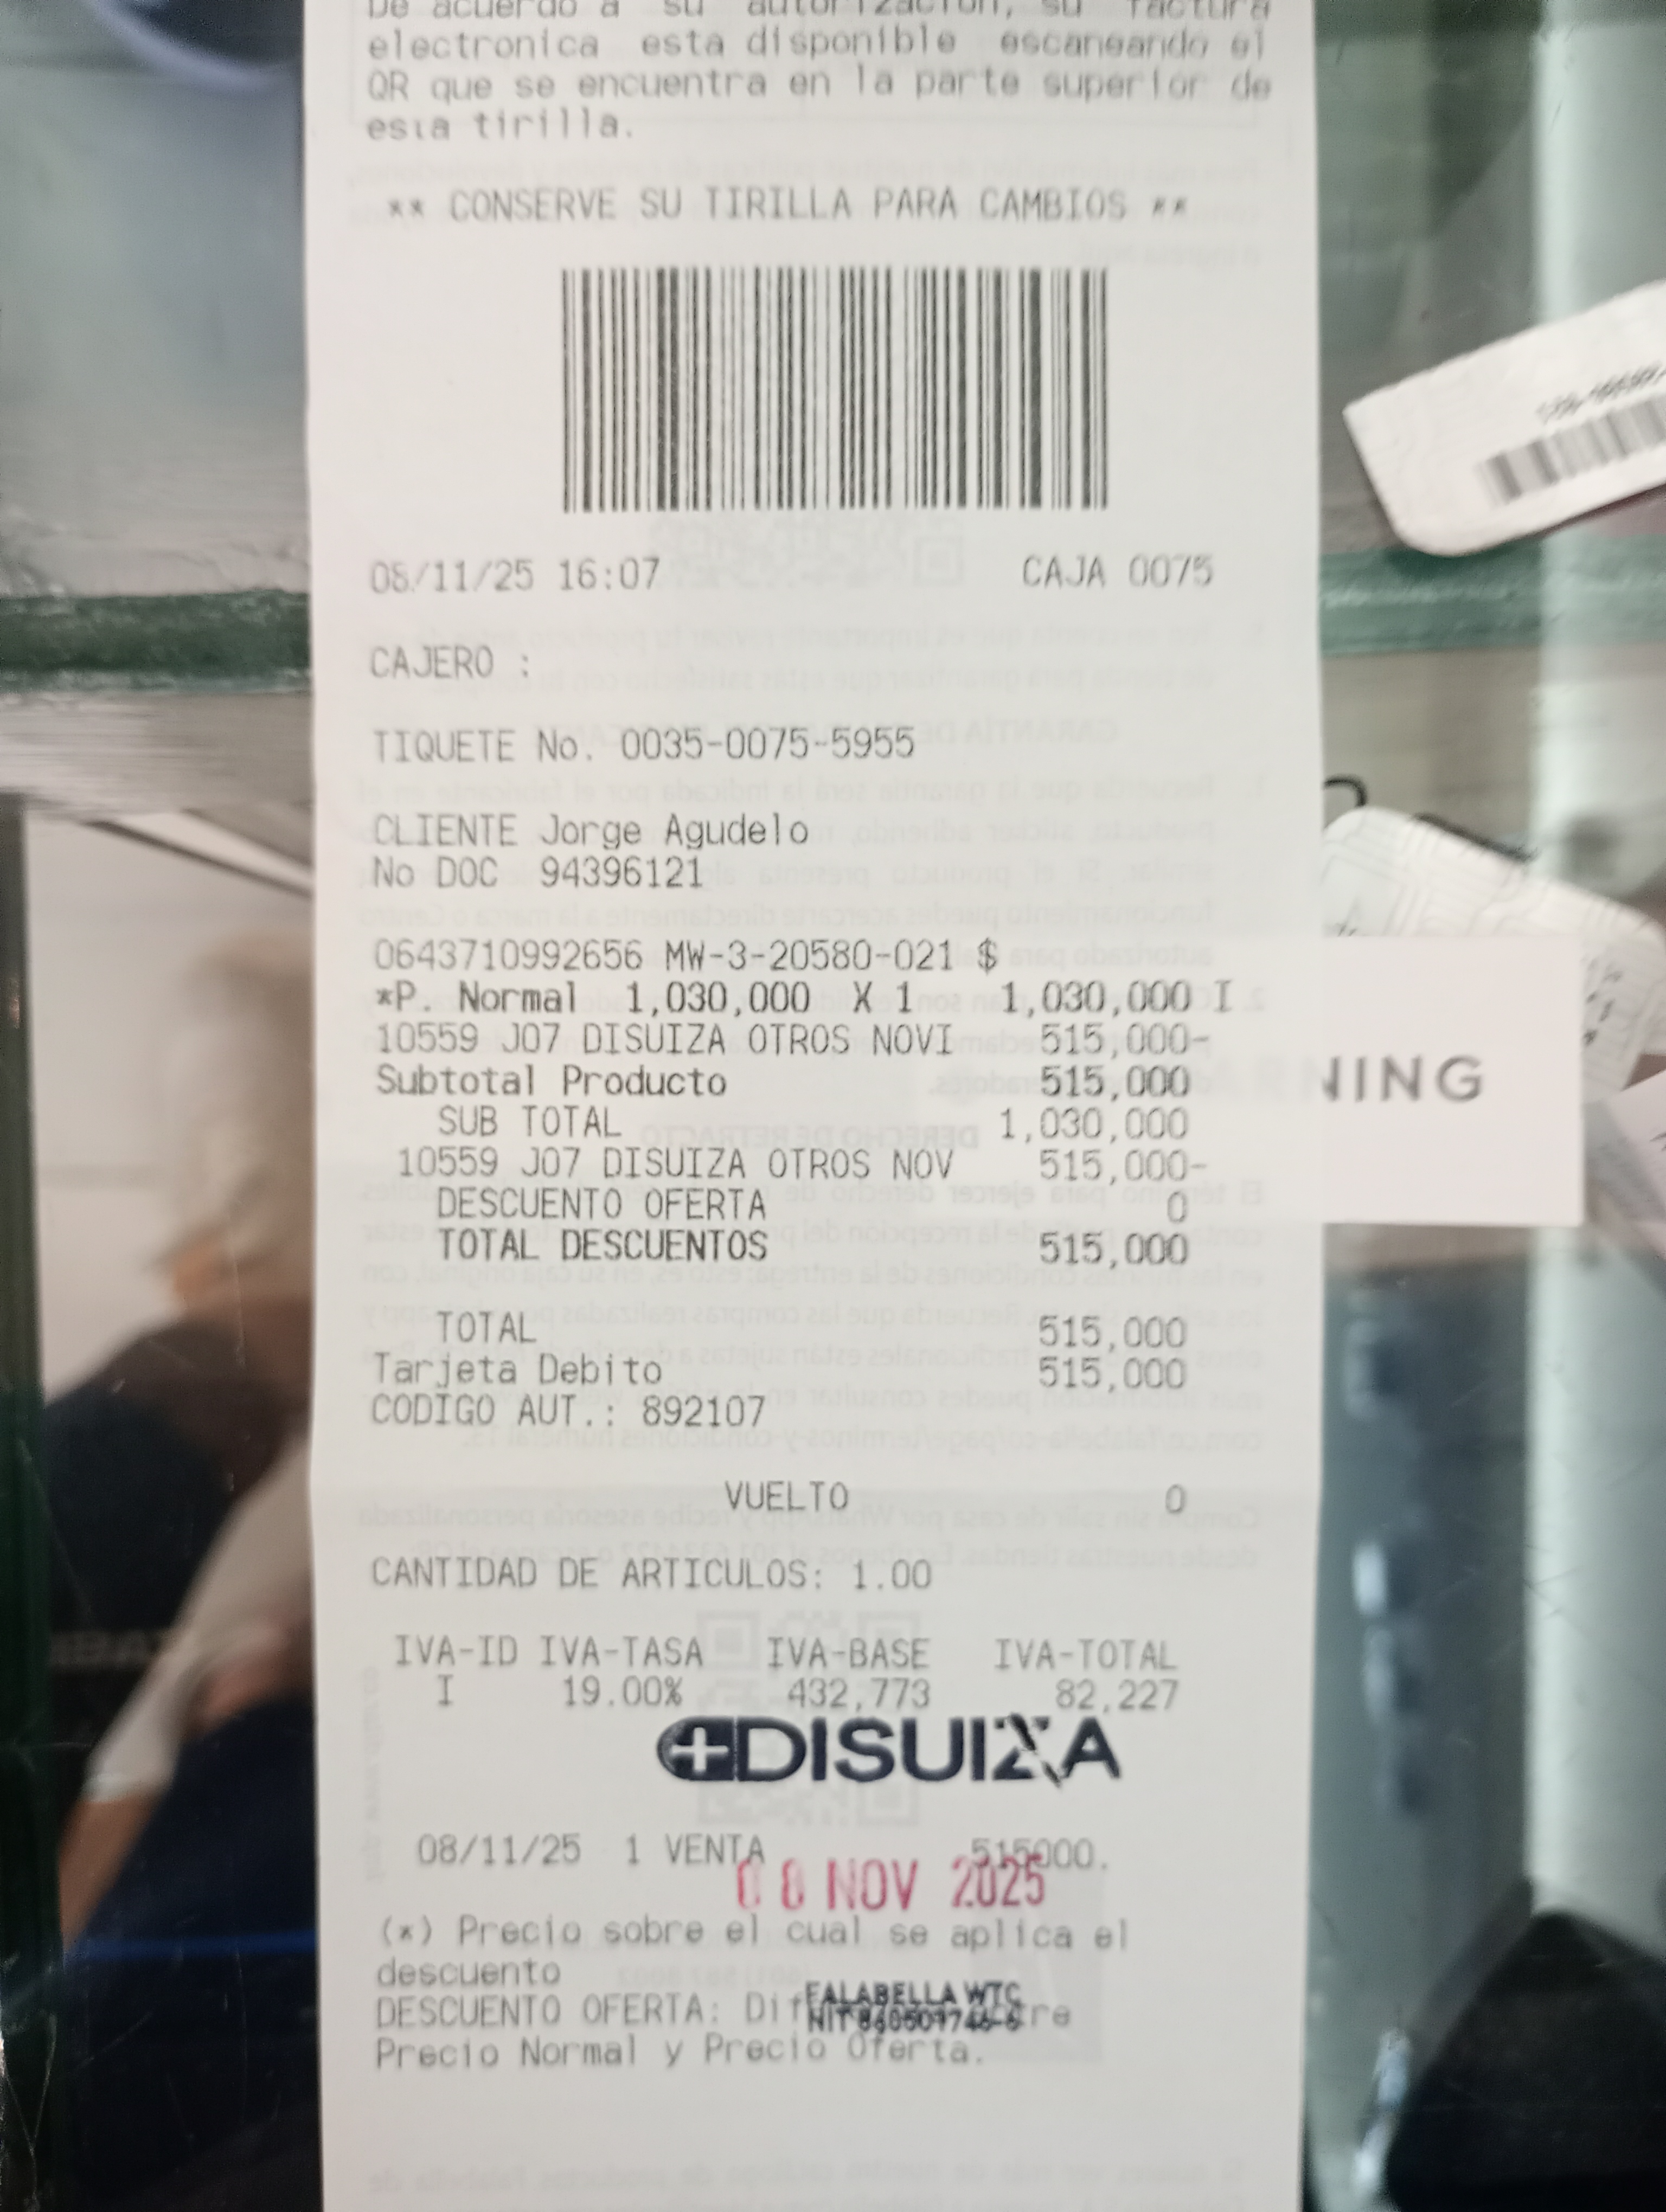 De acuerdo a su autorización, su factura
electronica esta disponible escaneando el
QR que se encuentra en la parte superior de
esta tirilla.
** CONSERVE SU TIRILLA PARA CAMBIOS **
08/11/25 16:07 CAJA 0075
CAJERO :
TIQUETE No. 0035-0075-5955
CLIENTE Jorge Agudelo
No DOC 94396121
0643710992656 MW-3-20580-021 $
*P. Normal 1,030,000 X 1 1,030,000 I
10559 J07 DISUIZA OTROS NOVI 515,000-
Subtotal Producto 515,000
SUB TOTAL 1,030,000
10559 J07 DISUIZA OTROS NOV 515,000-
DESCUENTO OFERTA 0
TOTAL DESCUENTOS 515,000
TOTAL 515,000
Tarjeta Debito 515,000
CODIGO AUT.: 892107
VUELTO 0
CANTIDAD DE ARTICULOS: 1.00
IVA-ID IVA-TASA IVA-BASE IVA-TOTAL
I 19.00% 432,773 82,227
DISUIZA
08/11/25 1 VENTA 515000.
08 NOV 2025
(*) Precio sobre el cual se aplica el
descuento
FALABELLA WTC
DESCUENTO OFERTA:
NIT
Precio Normal y Precio Oferta.
NING